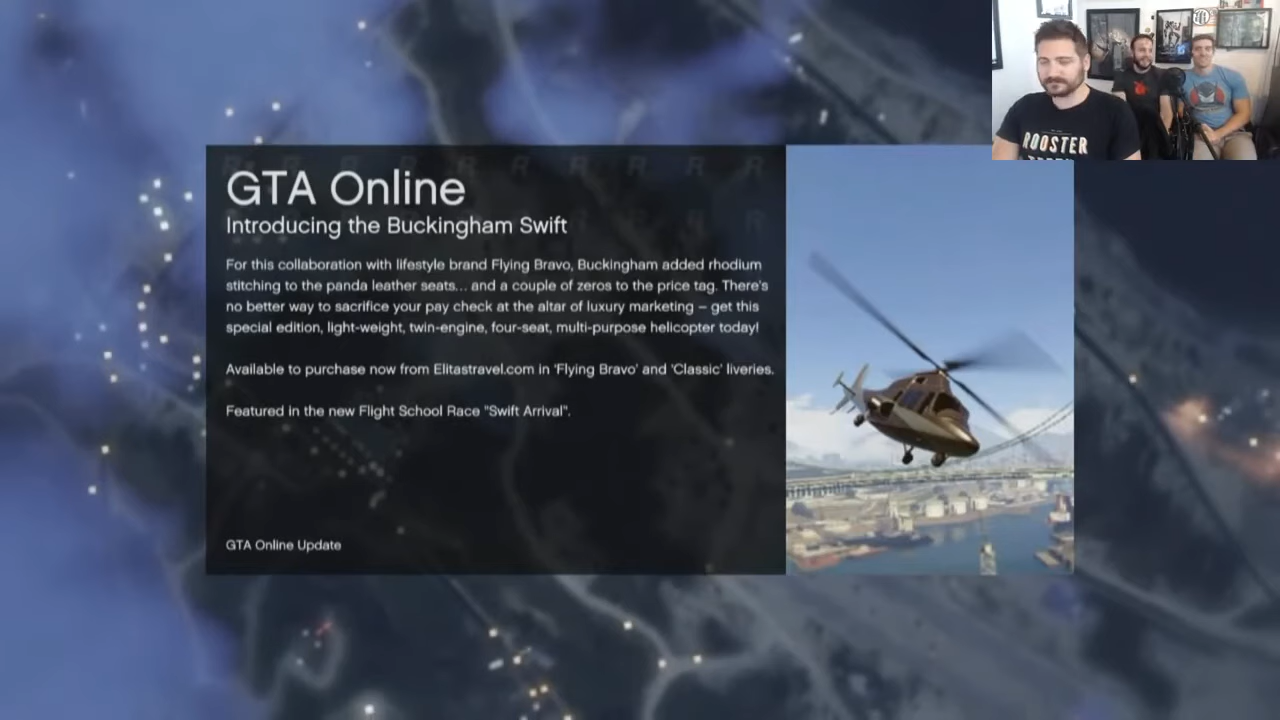 GTA Online
Introducing the Buckingham Swift
For this collaboration with lifestyle brand Flying Bravo, Buckingham added rhodium
stitching to the panda leather seats... and a couple of zeros to the price tag. There's
no better way to sacrifice your pay check at the altar of luxury marketing – get this
special edition, light-weight, twin-engine, four-seat, multi-purpose helicopter today!
Available to purchase now from Elitastravel.com in 'Flying Bravo' and 'Classic' liveries.
Featured in the new Flight School Race "Swift Arrival".
GTA Online Update
ROOSTER